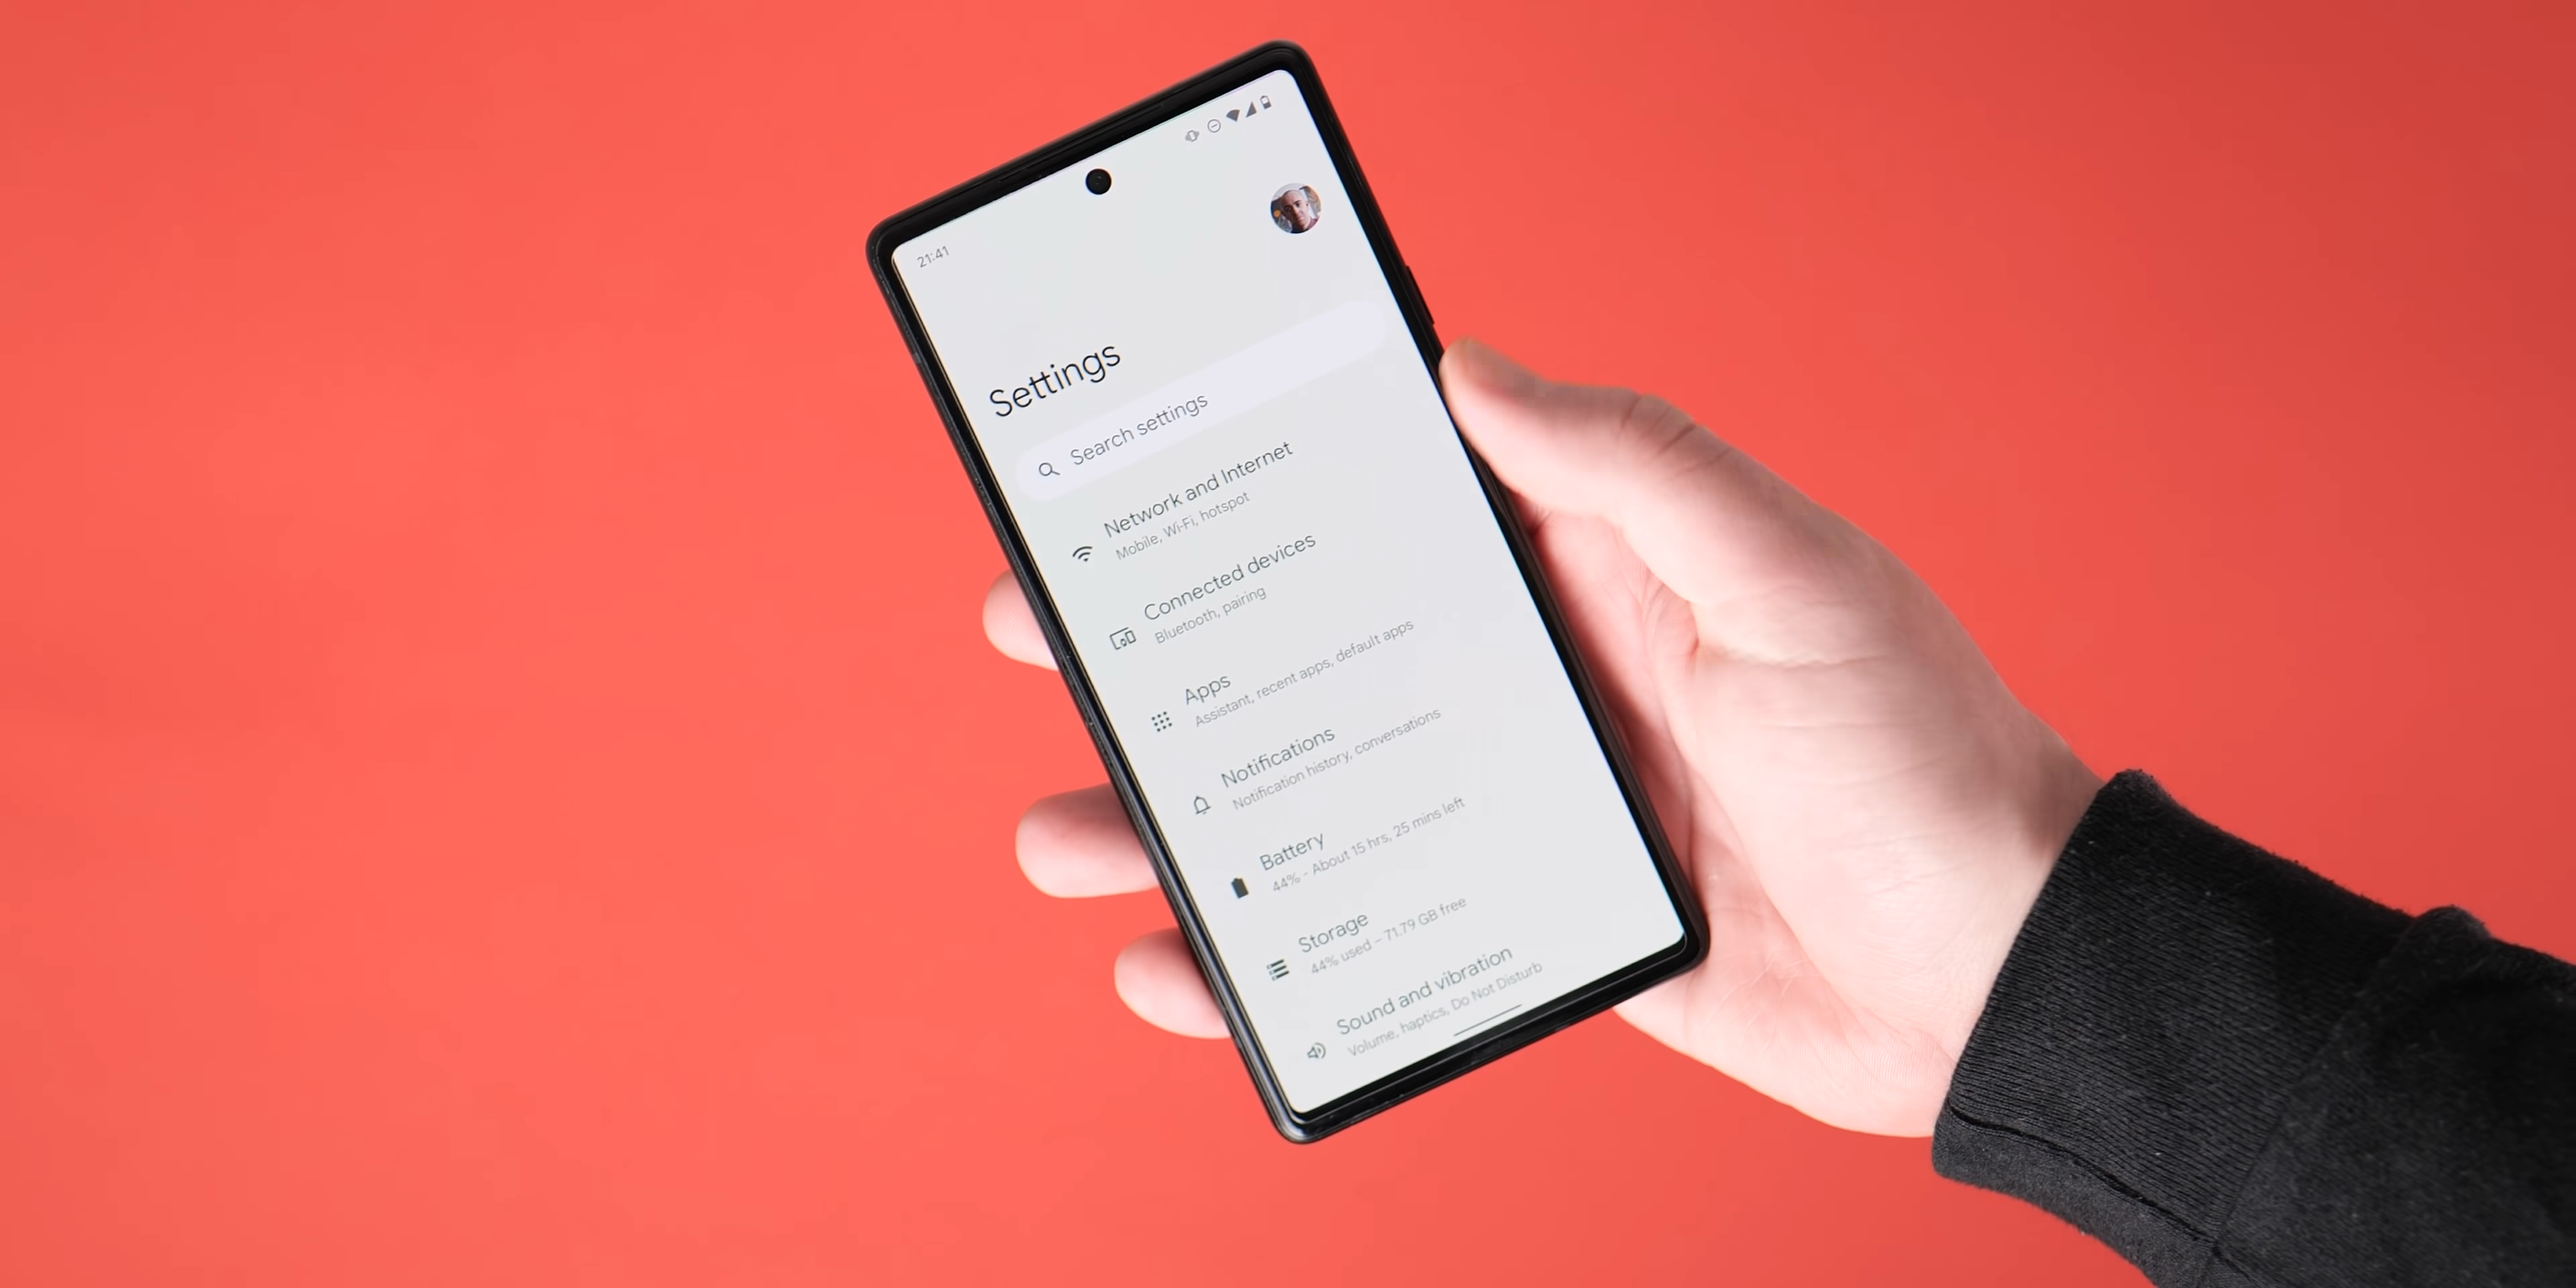 21:41
Settings
Search settings
Network and Internet
Mobile, Wi-Fi, hotspot
Connected devices
Bluetooth, pairing
Apps
Assistant, recent apps, default apps
Notifications
Notification history, conversations
Battery
44% - About 15 hrs, 25 mins left
Storage
44% used – 71.79 GB free
Sound and vibration
Volume, haptics, Do Not Disturb